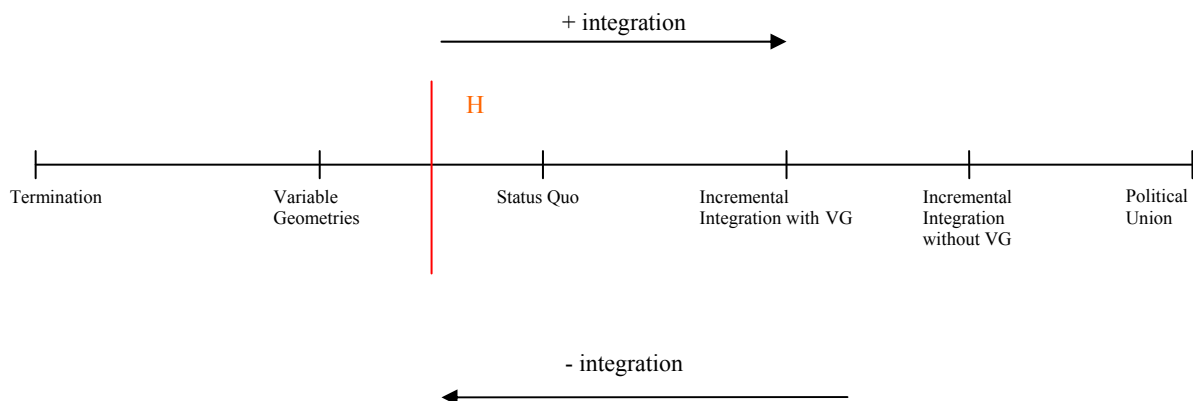 + integration
H
Termination
Variable
Geometries
Status Quo
Incremental
Integration with VG
Incremental
Integration
without VG
Political
Union
- integration